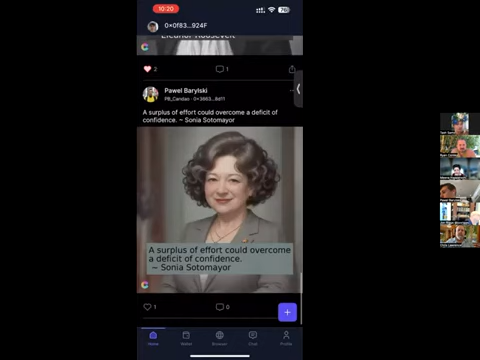 10:20
70
0x0f83...924F
Eleanor Roosevelt
2
1
Pawel Barylski
PB_Candao · 0x3663...8d11
A surplus of effort could overcome a deficit of
confidence. ~ Sonia Sotomayor
A surplus of effort could overcome
a deficit of confidence.
~ Sonia Sotomayor
1
0
Home
Wallet
Browser
Chat
Profile